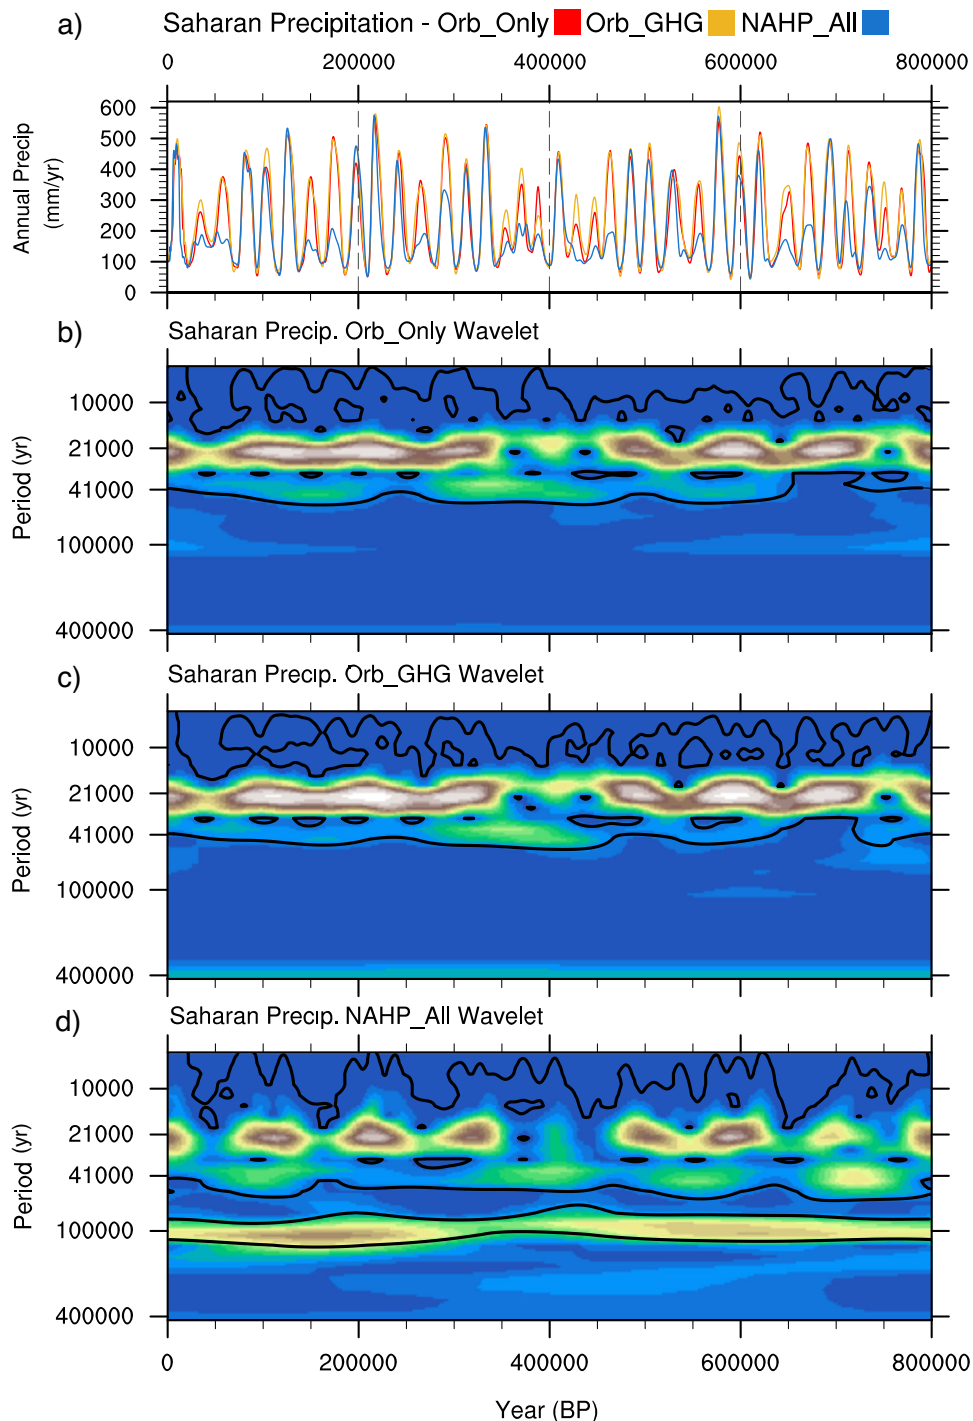 a) Saharan Precipitation - Orb_Only Orb_GHG NAHP_All
0 200000 400000 600000 800000
Annual Precip
(mm/yr)
600
500
400
300
200
100
0
b) Saharan Precip. Orb_Only Wavelet
Period (yr)
10000
21000
41000
100000
400000
c) Saharan Precip. Orb_GHG Wavelet
Period (yr)
10000
21000
41000
100000
400000
d) Saharan Precip. NAHP_All Wavelet
Period (yr)
10000
21000
41000
100000
400000
0 200000 400000 600000 800000
Year (BP)